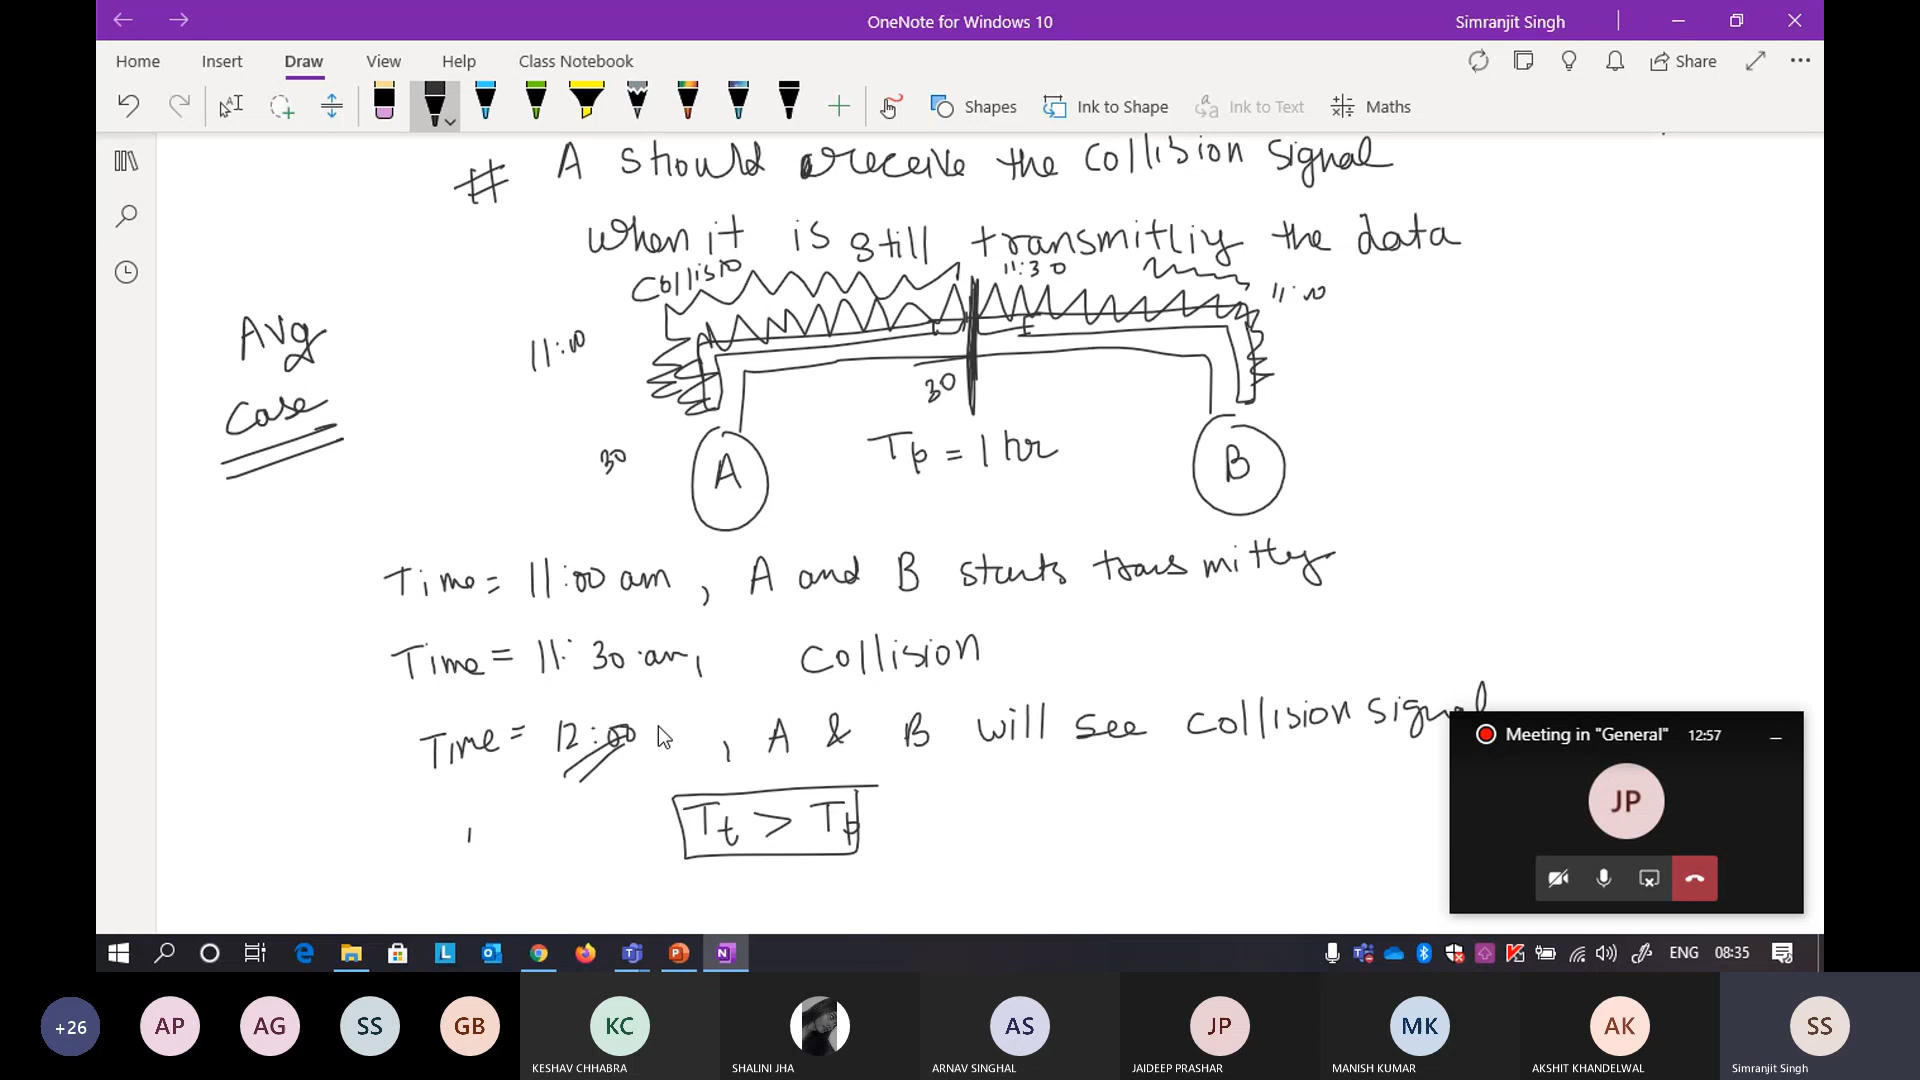 OneNote for Windows 10
Simranjit Singh
Home Insert Draw View Help Class Notebook
Share
Shapes Ink to Shape Ink to Text Maths
# A should receive the collision signal
when it is still transmitliy the data
Collisio 11:30
11:00
Avg
Case
11:00
30
30
A Tp = 1 hr B
Time = 11:00 am, A and B starts transmitty
Time = 11:30 am, Collision
Time = 12:00, A & B will see collision signal
Tt > Tp
Meeting in "General" 12:57
JP
ENG 08:35
+26 AP AG SS GB KC AS JP MK AK SS
KESHAV CHHABRA SHALINI JHA ARNAV SINGHAL JAIDEEP PRASHAR MANISH KUMAR AKSHIT KHANDELWAL Simranjit Singh